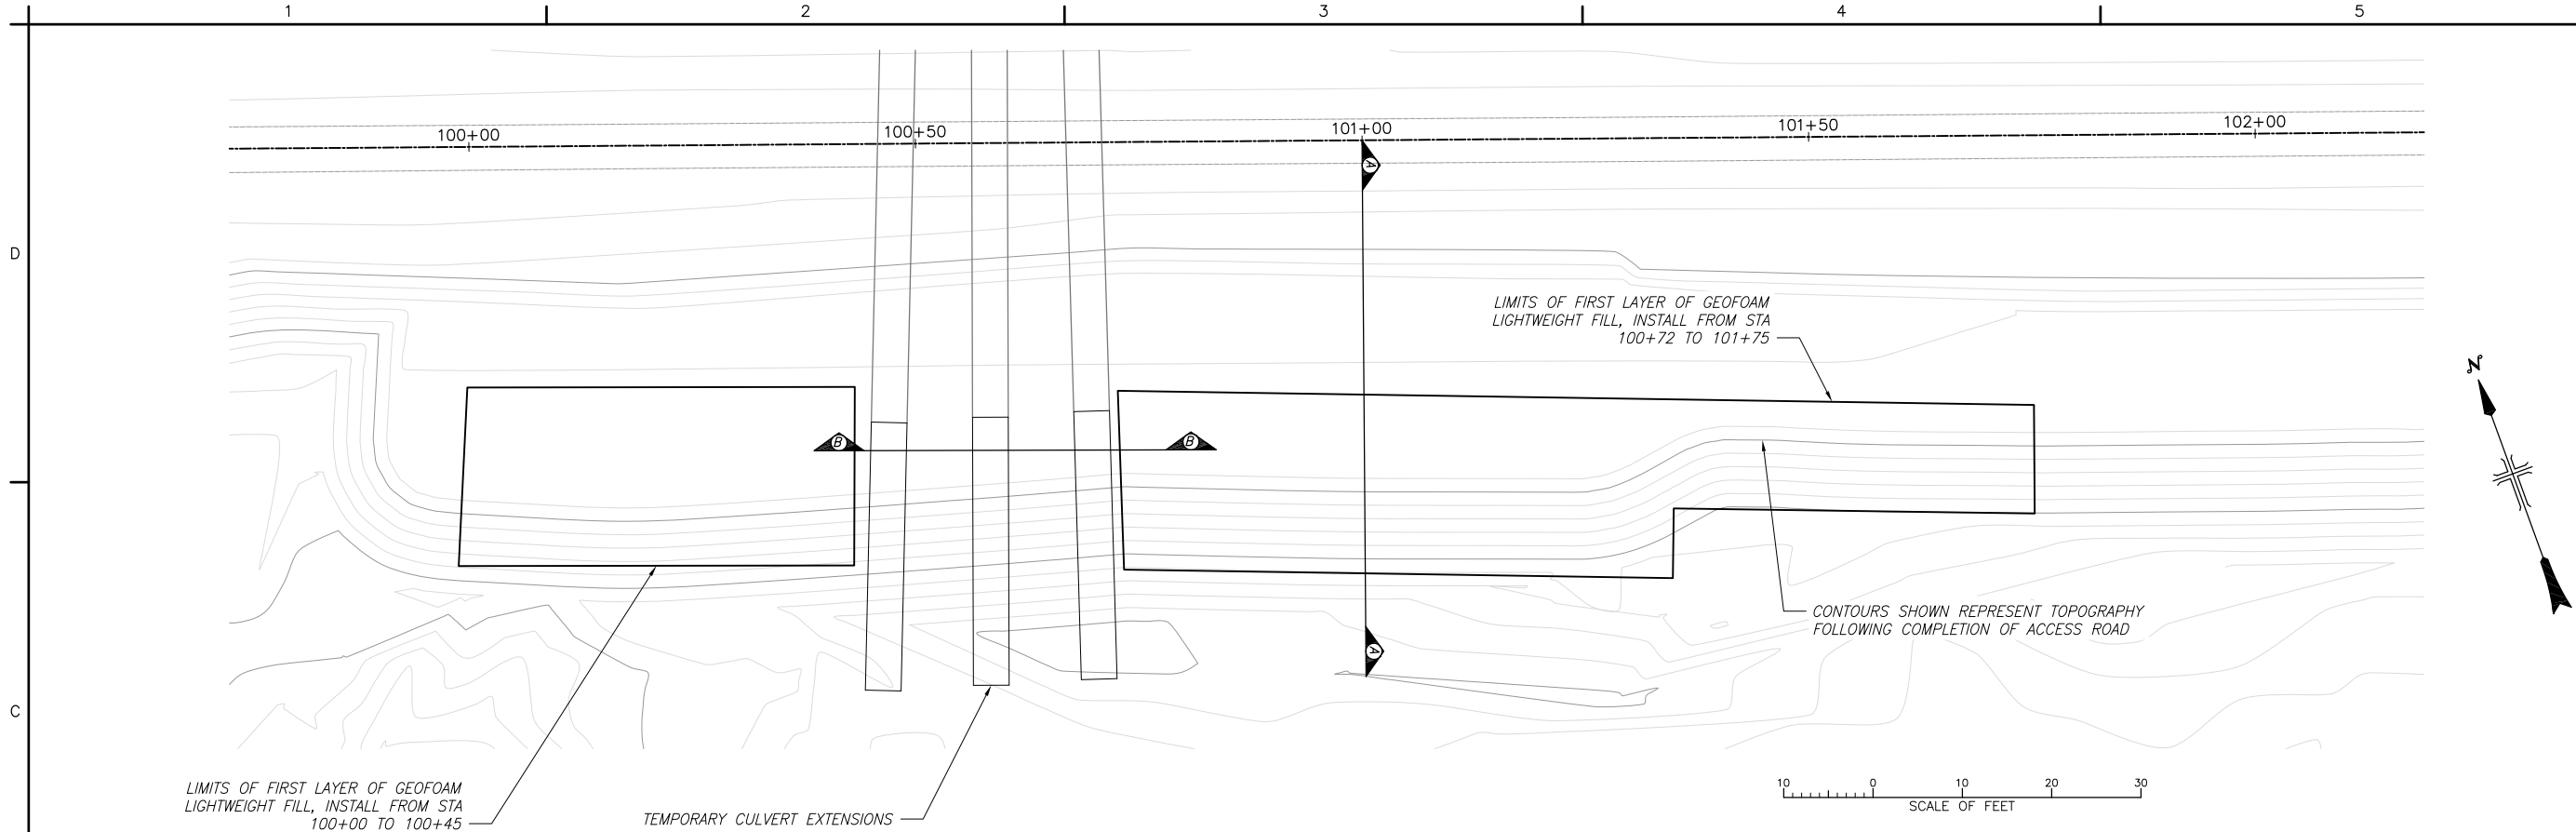 1 2 3 4 5
100+00 100+50 101+00 101+50 102+00
A
D
LIMITS OF FIRST LAYER OF GEOFOAM
LIGHTWEIGHT FILL, INSTALL FROM STA
100+72 TO 101+75
N
B B
CONTOURS SHOWN REPRESENT TOPOGRAPHY
FOLLOWING COMPLETION OF ACCESS ROAD
A
C
LIMITS OF FIRST LAYER OF GEOFOAM
LIGHTWEIGHT FILL, INSTALL FROM STA
100+00 TO 100+45
TEMPORARY CULVERT EXTENSIONS
10 0 10 20 30
SCALE OF FEET